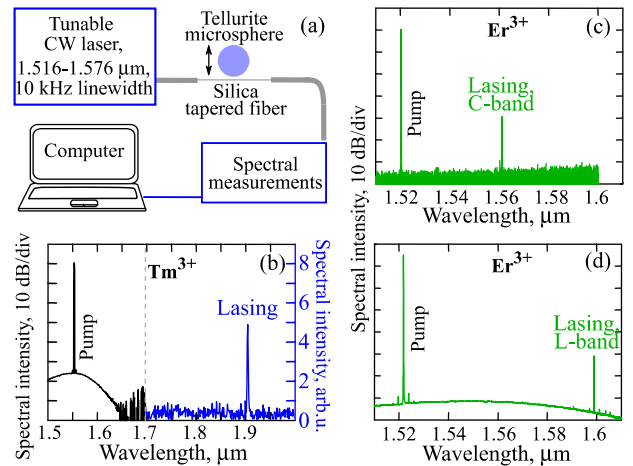 Tunable
CW laser,
1.516-1.576 μm,
10 kHz linewidth
Tellurite
microsphere
(a)
Silica
tapered fiber
Computer
Spectral
measurements
Spectral intensity, 10 dB/div
Pump
Tm3+
(b)
Lasing
8
6
4
2
0
Spectral intensity, arb.u.
1.5 1.6 1.7 1.8 1.9
Wavelength, μm
Spectral intensity, 10 dB/div
Er3+
(c)
Pump
Lasing,
C-band
1.52 1.54 1.56 1.58 1.6
Wavelength, μm
Er3+
(d)
Pump
Lasing,
L-band
1.52 1.54 1.56 1.58 1.6
Wavelength, μm